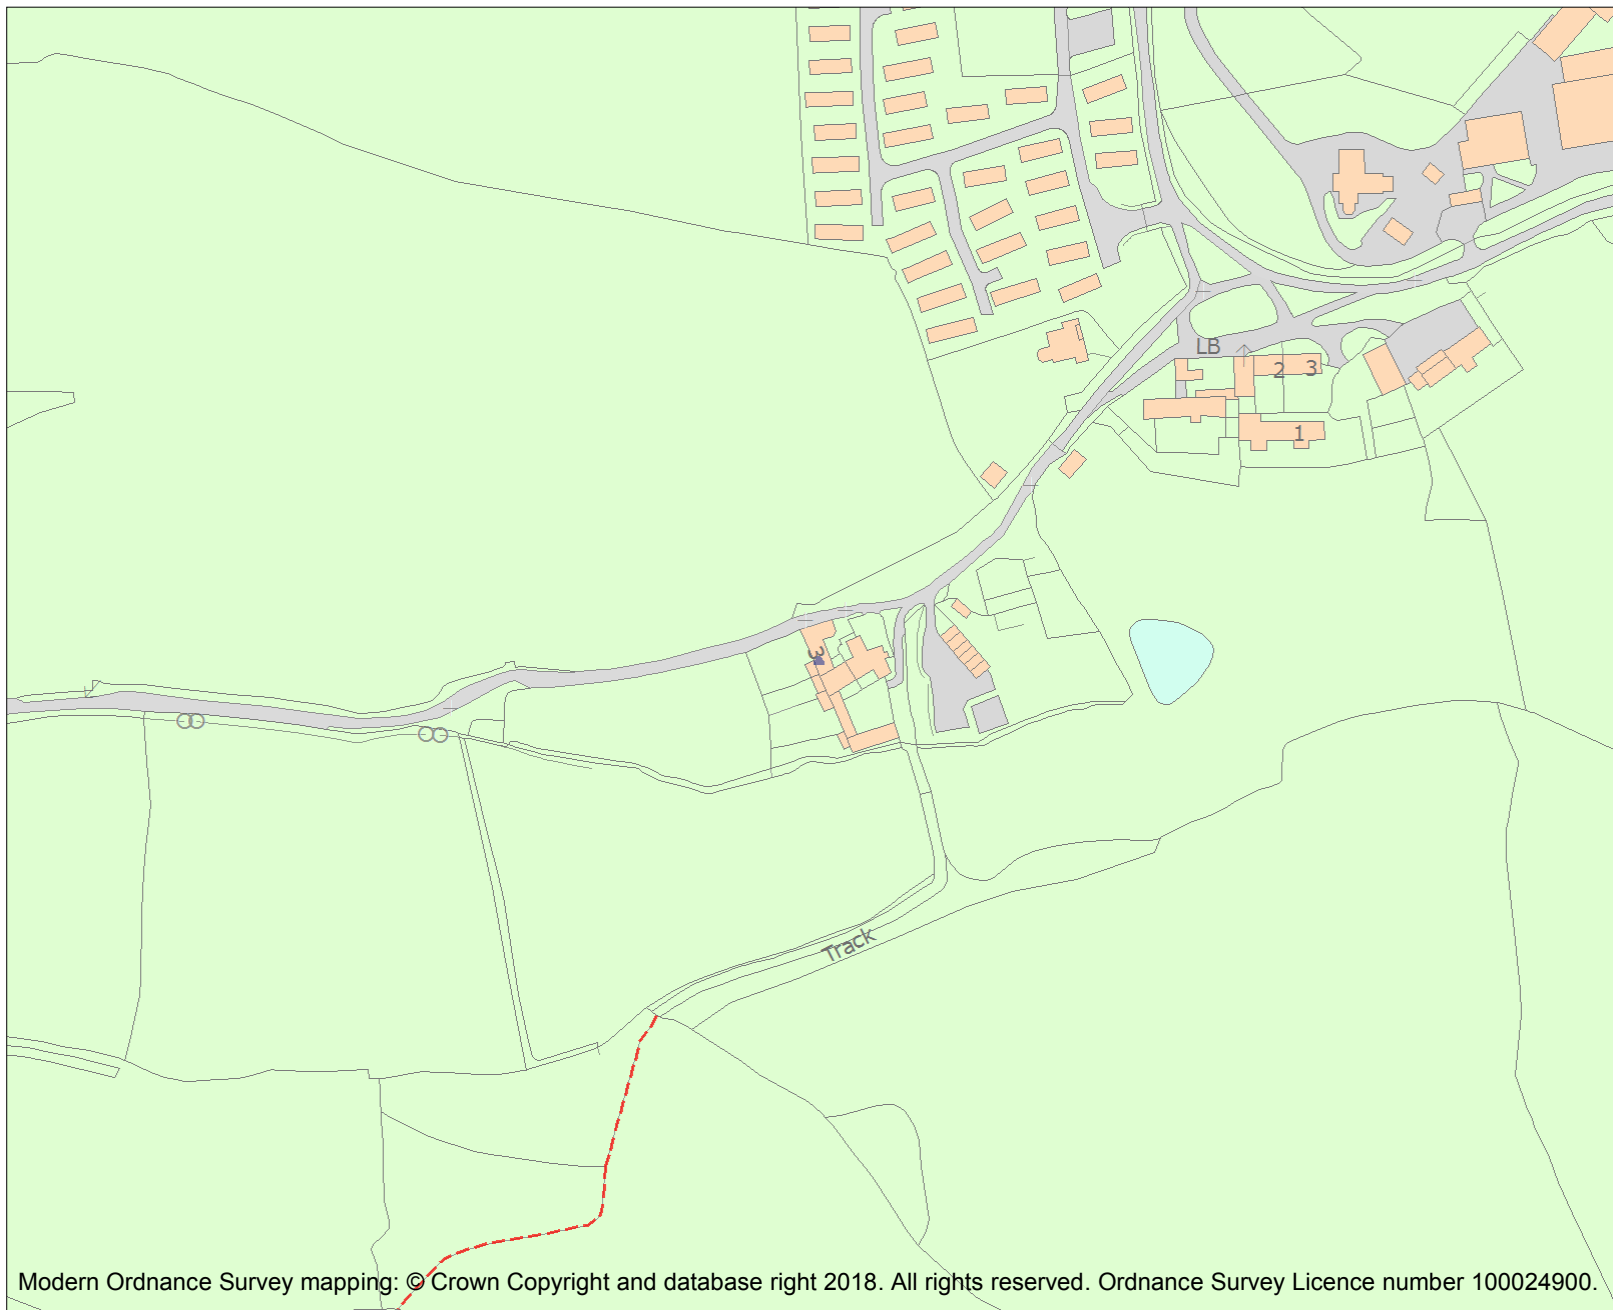 LB
2 3
1
3
Track
Modern Ordnance Survey mapping: © Crown Copyright and database right 2018. All rights reserved. Ordnance Survey Licence number 100024900.